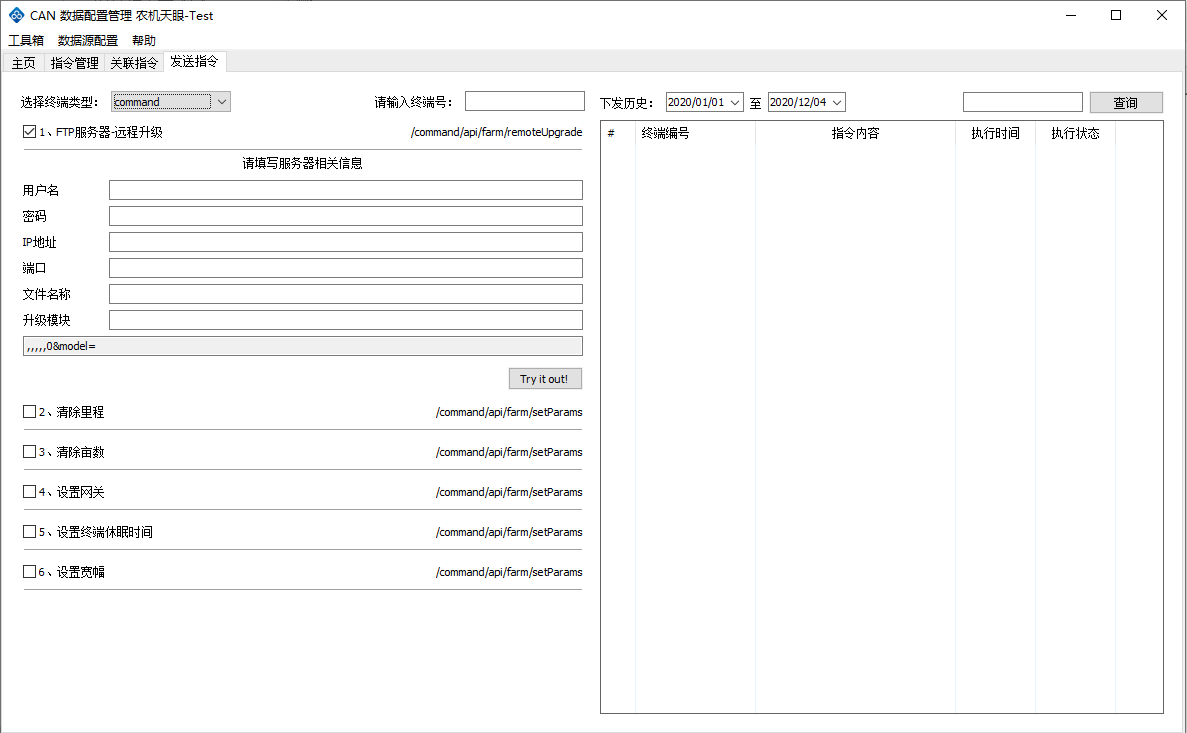 CAN 数据配置管理 农机天眼-Test
工具箱 数据源配置 帮助
主页 指令管理 关联指令 发送指令
选择终端类型: command 请输入终端号:
1、FTP服务器-远程升级 /command/api/farm/remoteUpgrade
请填写服务器相关信息
用户名
密码
IP地址
端口
文件名称
升级模块
,,,,,0&model=
Try it out!
2、清除里程 /command/api/farm/setParams
3、清除亩数 /command/api/farm/setParams
4、设置网关 /command/api/farm/setParams
5、设置终端休眠时间 /command/api/farm/setParams
6、设置宽幅 /command/api/farm/setParams
下发历史: 2020/01/01 至 2020/12/04 查询
# 终端编号 指令内容 执行时间 执行状态